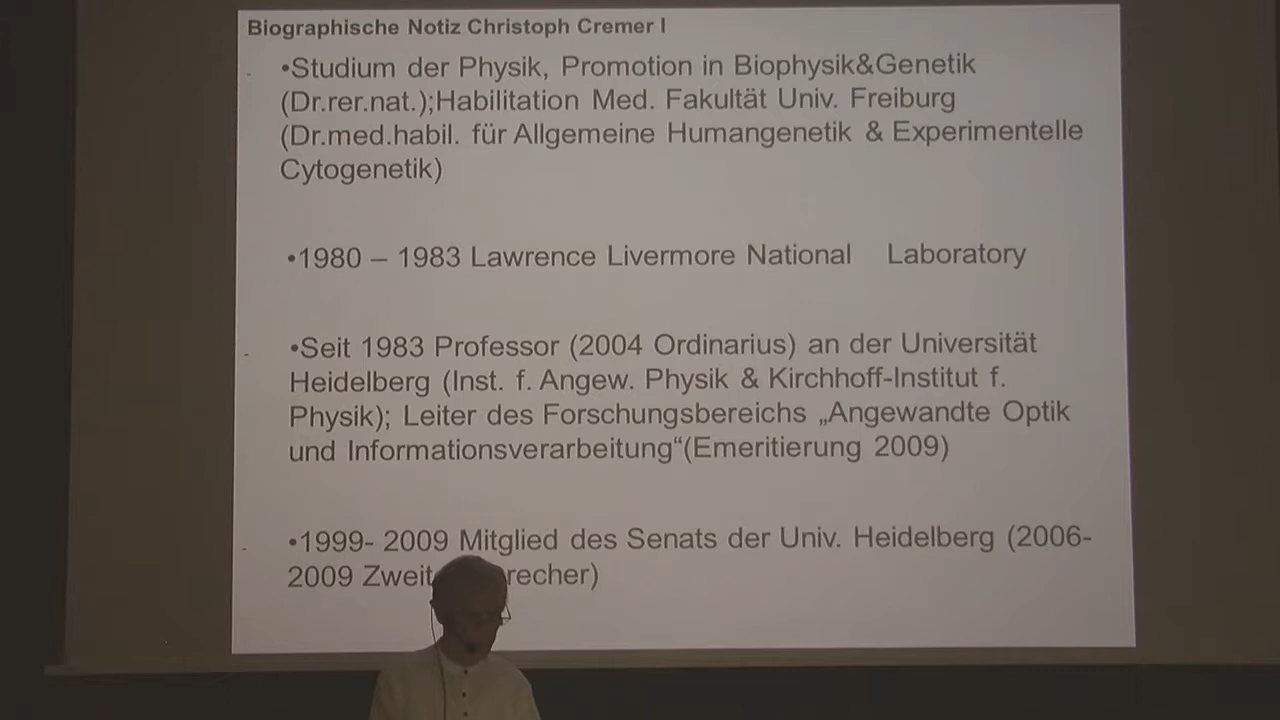 Biographische Notiz Christoph Cremer I
•Studium der Physik, Promotion in Biophysik&Genetik
(Dr.rer.nat.);Habilitation Med. Fakultät Univ. Freiburg
(Dr.med.habil. für Allgemeine Humangenetik & Experimentelle
Cytogenetik)
•1980 – 1983 Lawrence Livermore National Laboratory
•Seit 1983 Professor (2004 Ordinarius) an der Universität
Heidelberg (Inst. f. Angew. Physik & Kirchhoff-Institut f.
Physik); Leiter des Forschungsbereichs „Angewandte Optik
und Informationsverarbeitung“(Emeritierung 2009)
•1999- 2009 Mitglied des Senats der Univ. Heidelberg (2006-
2009